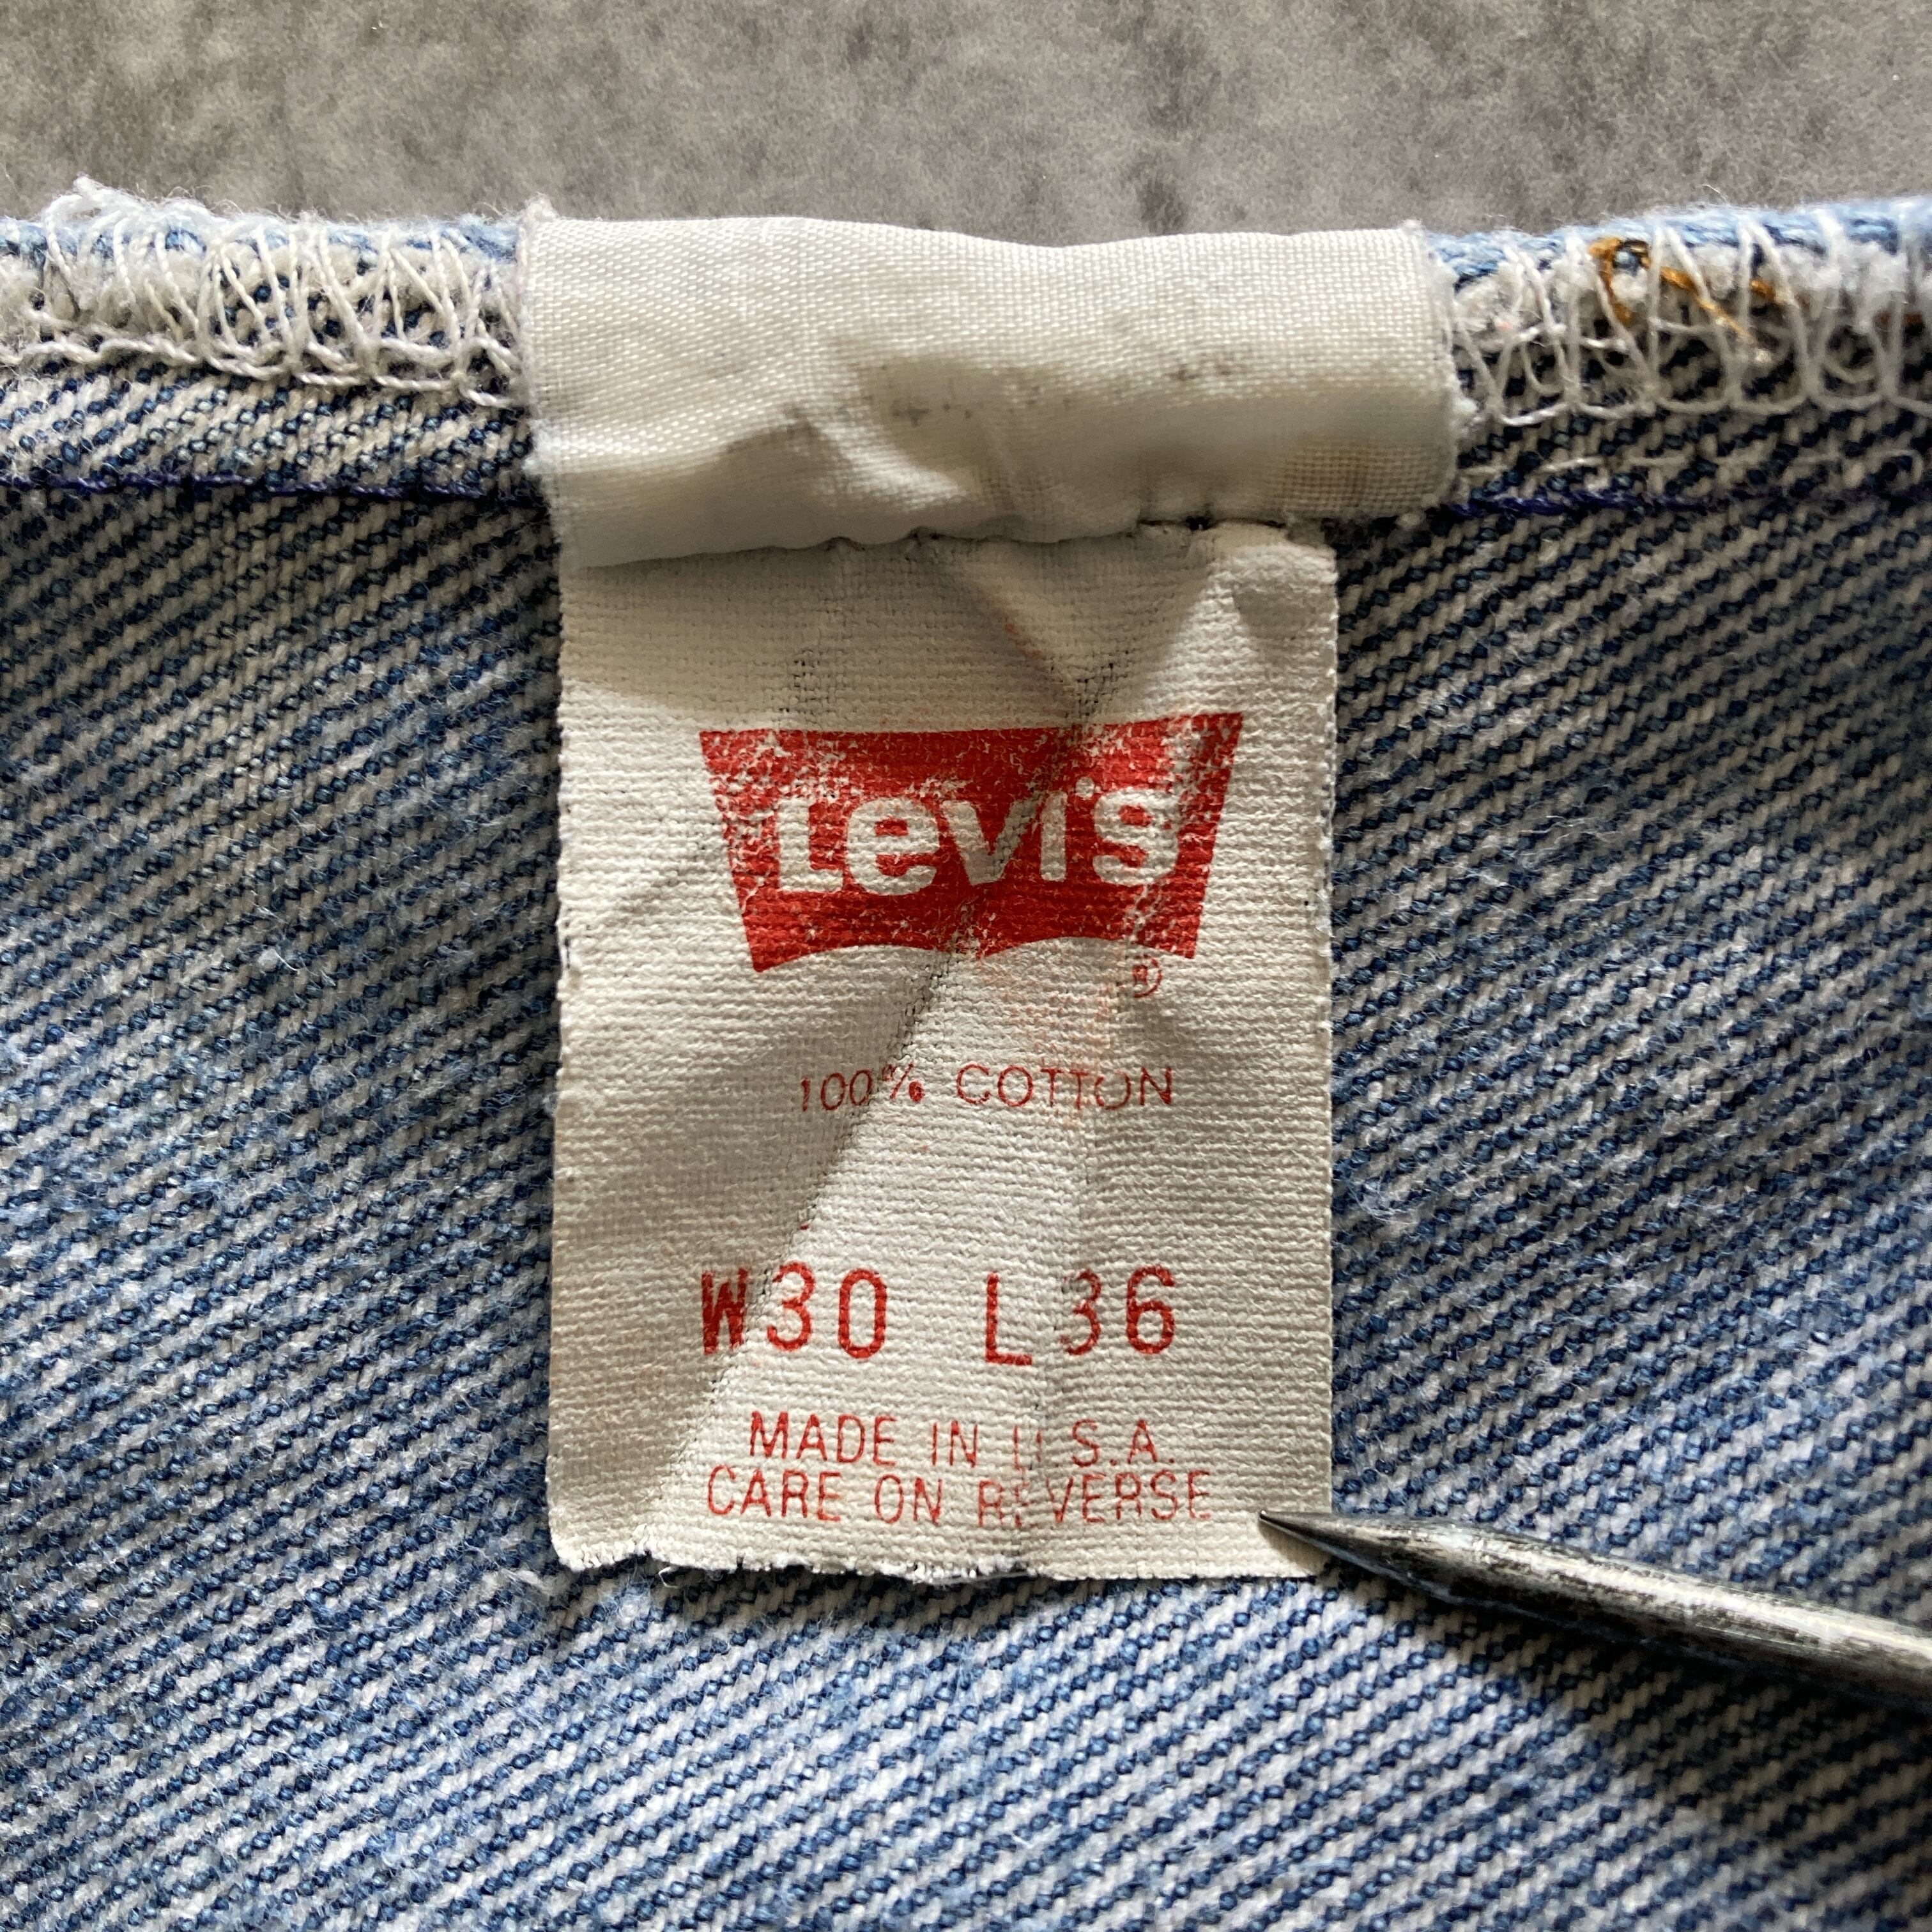 Levi's
®
100% COTTON
W30 L36
MADE IN U.S.A.
CARE ON REVERSE